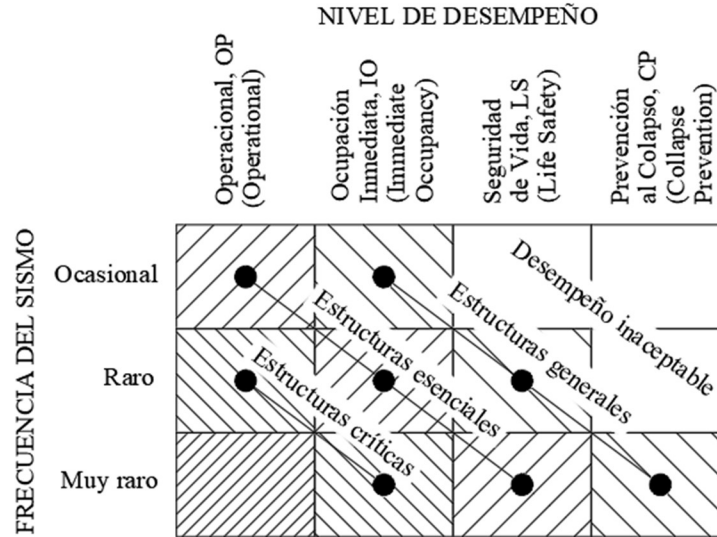 NIVEL DE DESEMPEÑO
Operacional, OP
(Operational)
Ocupación
Inmediata, IO
(Immediate
Occupancy)
Seguridad
de Vida, LS
(Life Safety)
Prevención
al Colapso, CP
(Collapse
Prevention)
FRECUENCIA DEL SISMO
Ocasional
Raro
Muy raro
Desempeño inaceptable
Estructuras generales
Estructuras esenciales
Estructuras críticas